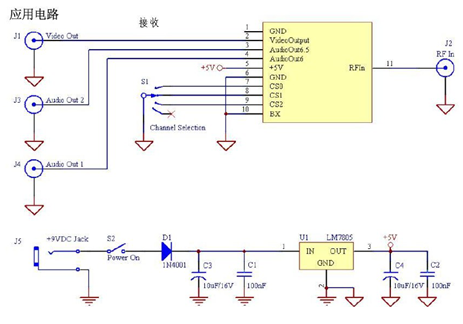 应用电路
接收
J1
Video Out
J3
Audio Out 2
J4
Audio Out 1
+5V
S1
Channel Selection
1
2
3
4
5
6
7
8
9
10
GND
VideoOutput
AudioOut6.5
AudioOut6
+5V
GND
CS0
CS1
CS2
BX
RFIn
11
J2
RF In
J5
+9VDC Jack
S2
Power On
D1
1N4001
C3
10uF/16V
C1
100nF
1
U1
LM7805
IN
OUT
GND
2
3
+5V
C4
10uF/16V
C2
100nF